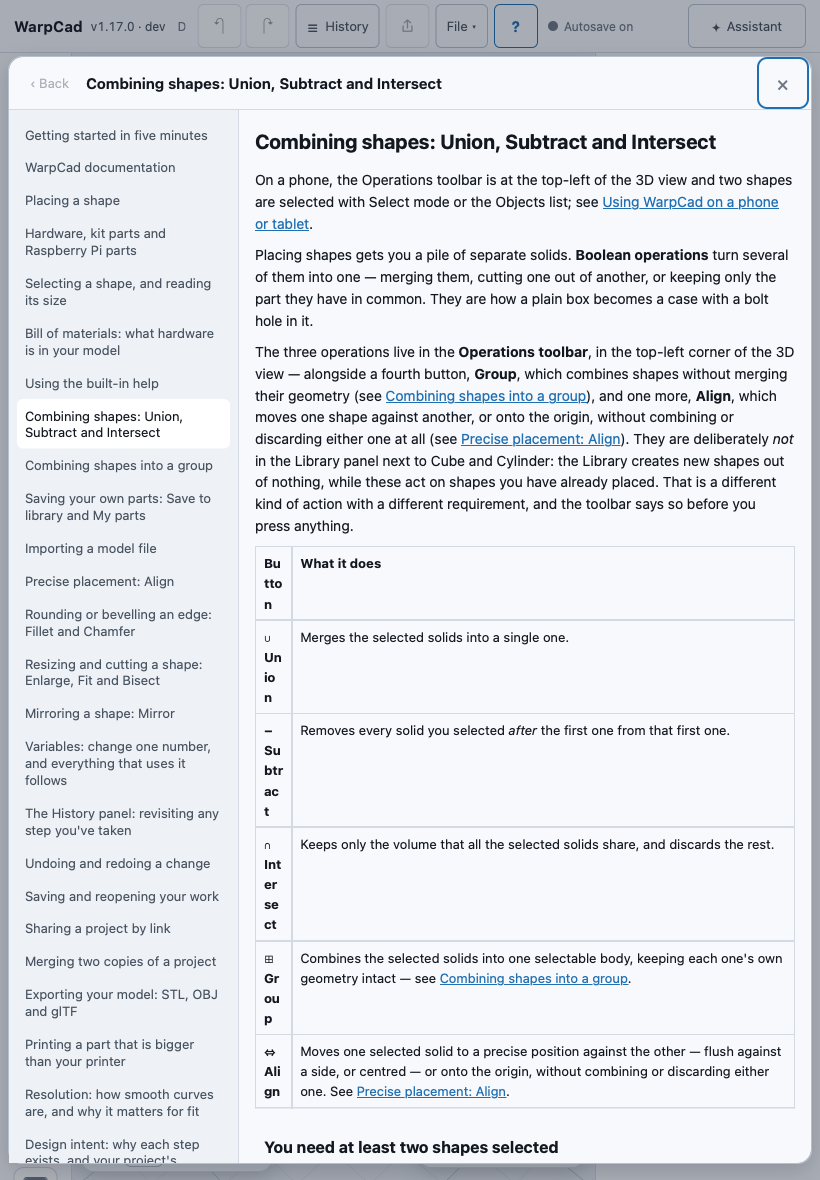 WarpCad v1.17.0 · dev D History File ▾ ? Autosave on ✦ Assistant
‹ Back Combining shapes: Union, Subtract and Intersect ×
Getting started in five minutes
WarpCad documentation
Placing a shape
Hardware, kit parts and
Raspberry Pi parts
Selecting a shape, and reading
its size
Bill of materials: what hardware
is in your model
Using the built-in help
Combining shapes: Union,
Subtract and Intersect
Combining shapes into a group
Saving your own parts: Save to
library and My parts
Importing a model file
Precise placement: Align
Rounding or bevelling an edge:
Fillet and Chamfer
Resizing and cutting a shape:
Enlarge, Fit and Bisect
Mirroring a shape: Mirror
Variables: change one number,
and everything that uses it
follows
The History panel: revisiting any
step you've taken
Undoing and redoing a change
Saving and reopening your work
Sharing a project by link
Merging two copies of a project
Exporting your model: STL, OBJ
and glTF
Printing a part that is bigger
than your printer
Resolution: how smooth curves
are, and why it matters for fit
Design intent: why each step
exists, and your project's
Combining shapes: Union, Subtract and Intersect
On a phone, the Operations toolbar is at the top-left of the 3D view and two shapes
are selected with Select mode or the Objects list; see Using WarpCad on a phone
or tablet.
Placing shapes gets you a pile of separate solids. Boolean operations turn several
of them into one — merging them, cutting one out of another, or keeping only the
part they have in common. They are how a plain box becomes a case with a bolt
hole in it.
The three operations live in the Operations toolbar, in the top-left corner of the 3D
view — alongside a fourth button, Group, which combines shapes without merging
their geometry (see Combining shapes into a group), and one more, Align, which
moves one shape against another, or onto the origin, without combining or
discarding either one at all (see Precise placement: Align). They are deliberately not
in the Library panel next to Cube and Cylinder: the Library creates new shapes out
of nothing, while these act on shapes you have already placed. That is a different
kind of action with a different requirement, and the toolbar says so before you
press anything.
Bu
tto
n
What it does
∪
Un
io
n
Merges the selected solids into a single one.
−
Su
btr
ac
t
Removes every solid you selected after the first one from that first one.
∩
Int
er
se
ct
Keeps only the volume that all the selected solids share, and discards the rest.
⊞
Gr
ou
p
Combines the selected solids into one selectable body, keeping each one's own
geometry intact — see Combining shapes into a group.
⇔
Ali
gn
Moves one selected solid to a precise position against the other — flush against
a side, or centred — or onto the origin, without combining or discarding either
one. See Precise placement: Align.
You need at least two shapes selected